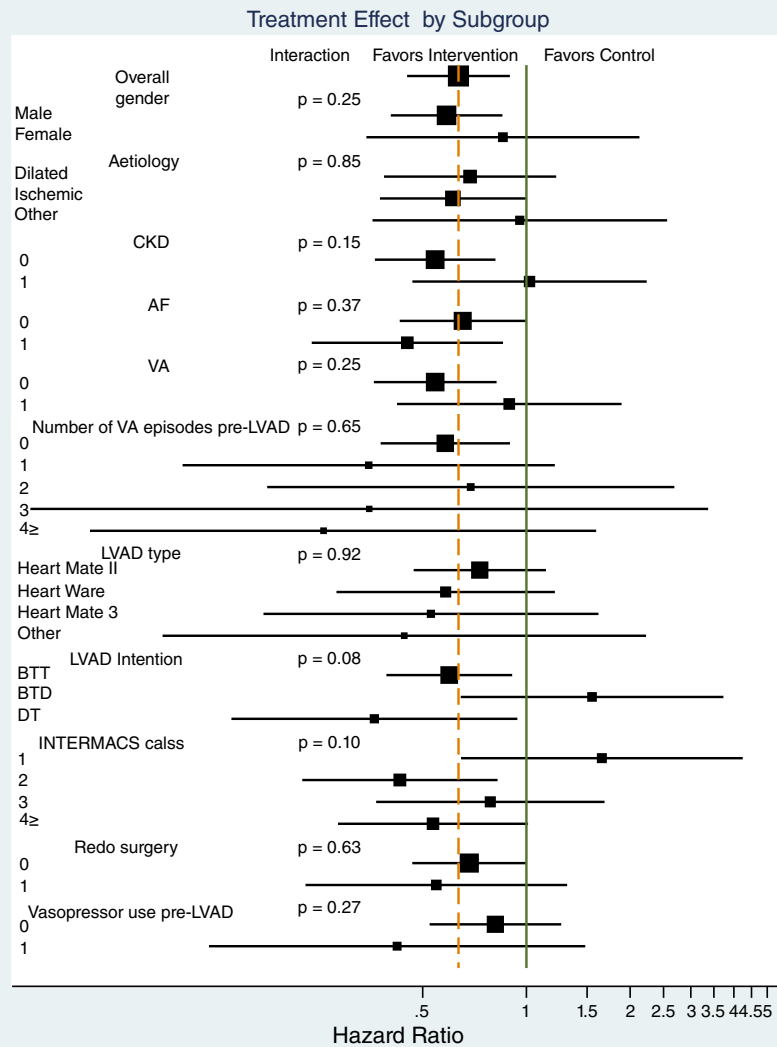 Treatment Effect by Subgroup
Interaction Favors Intervention Favors Control
Overall
gender p = 0.25
Male
Female
Aetiology p = 0.85
Dilated
Ischemic
Other
CKD p = 0.15
0
1
AF p = 0.37
0
1
VA p = 0.25
0
1
Number of VA episodes pre-LVAD p = 0.65
0
1
2
3
4≥
LVAD type p = 0.92
Heart Mate II
Heart Ware
Heart Mate 3
Other
LVAD Intention p = 0.08
BTT
BTD
DT
INTERMACS calss p = 0.10
1
2
3
4≥
Redo surgery p = 0.63
0
1
Vasopressor use pre-LVAD p = 0.27
0
1
.5 1 1.5 2 2.5 3 3.5 44.55
Hazard Ratio